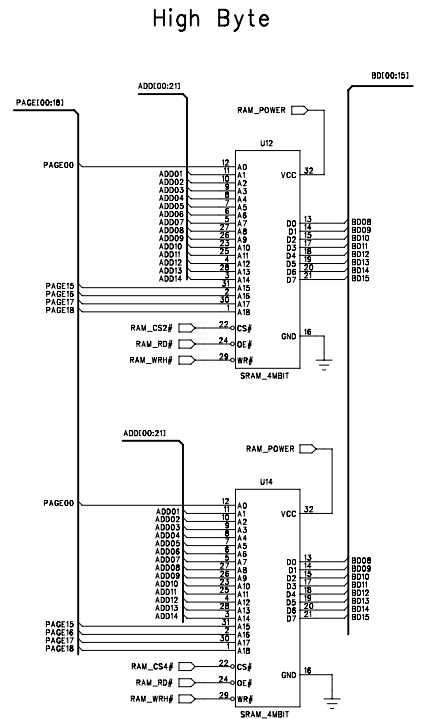 High Byte
BD[00:15]
ADD[00:21]
PAGE[00:18]
RAM_POWER
U12
PAGE00 12 A0
ADD01 11 A1 VCC 32
ADD02 10 A2
ADD03 9 A3
ADD04 8 A4
ADD05 7 A5
ADD06 6 A6
ADD07 5 A7 D0 13 BD08
ADD08 27 A8 D1 14 BD09
ADD09 26 A9 D2 15 BD10
ADD10 23 A10 D3 17 BD11
ADD11 25 A11 D4 18 BD12
ADD12 4 A12 D5 19 BD13
ADD13 28 A13 D6 20 BD14
ADD14 3 A14 D7 21 BD15
PAGE15 31 A15
PAGE16 2 A16
PAGE17 30 A17
PAGE18 1 A18
RAM_CS2# 22 CS#
GND 16
RAM_RD# 24 OE#
RAM_WRH# 29 WR#
SRAM_4MBIT
ADD[00:21]
RAM_POWER
U14
PAGE00 12 A0
ADD01 11 A1 VCC 32
ADD02 10 A2
ADD03 9 A3
ADD04 8 A4
ADD05 7 A5
ADD06 6 A6
ADD07 5 A7 D0 13 BD08
ADD08 27 A8 D1 14 BD09
ADD09 26 A9 D2 15 BD10
ADD10 23 A10 D3 17 BD11
ADD11 25 A11 D4 18 BD12
ADD12 4 A12 D5 19 BD13
ADD13 28 A13 D6 20 BD14
ADD14 3 A14 D7 21 BD15
PAGE15 31 A15
PAGE16 2 A16
PAGE17 30 A17
PAGE18 1 A18
RAM_CS4# 22 CS#
GND 16
RAM_RD# 24 OE#
RAM_WRH# 29 WR#
SRAM_4MBIT